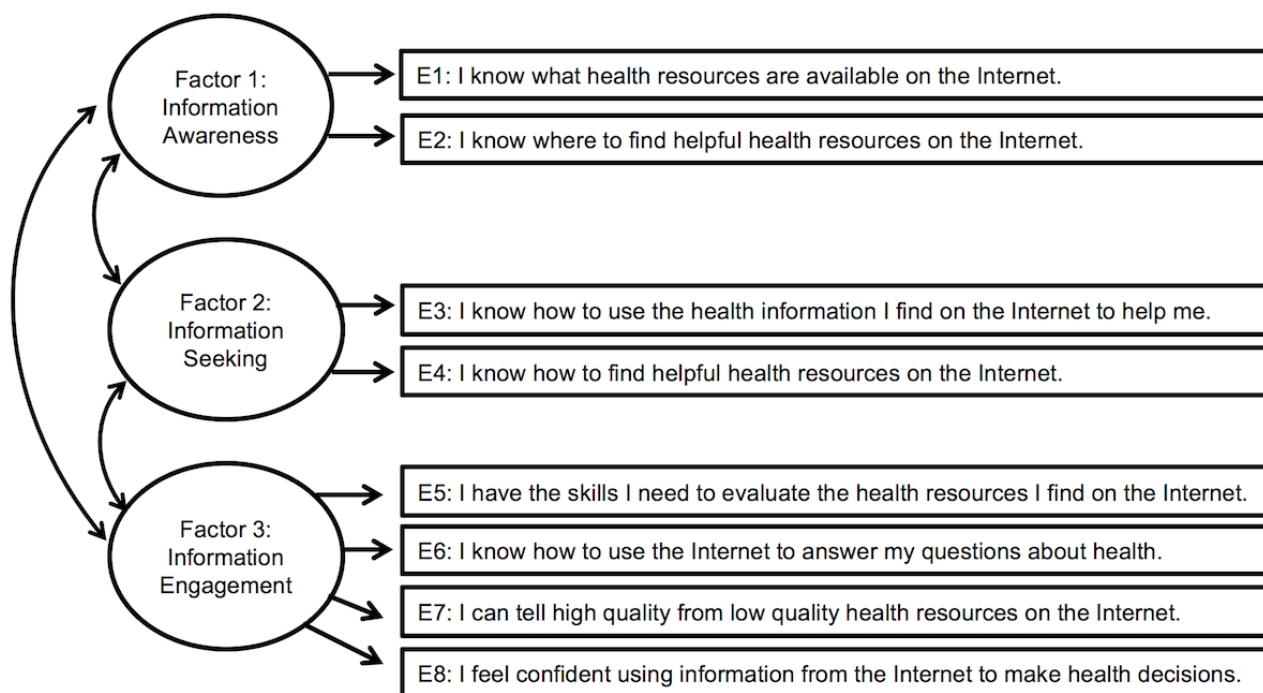 Factor 1:
Information
Awareness
E1: I know what health resources are available on the Internet.
E2: I know where to find helpful health resources on the Internet.
Factor 2:
Information
Seeking
E3: I know how to use the health information I find on the Internet to help me.
E4: I know how to find helpful health resources on the Internet.
Factor 3:
Information
Engagement
E5: I have the skills I need to evaluate the health resources I find on the Internet.
E6: I know how to use the Internet to answer my questions about health.
E7: I can tell high quality from low quality health resources on the Internet.
E8: I feel confident using information from the Internet to make health decisions.